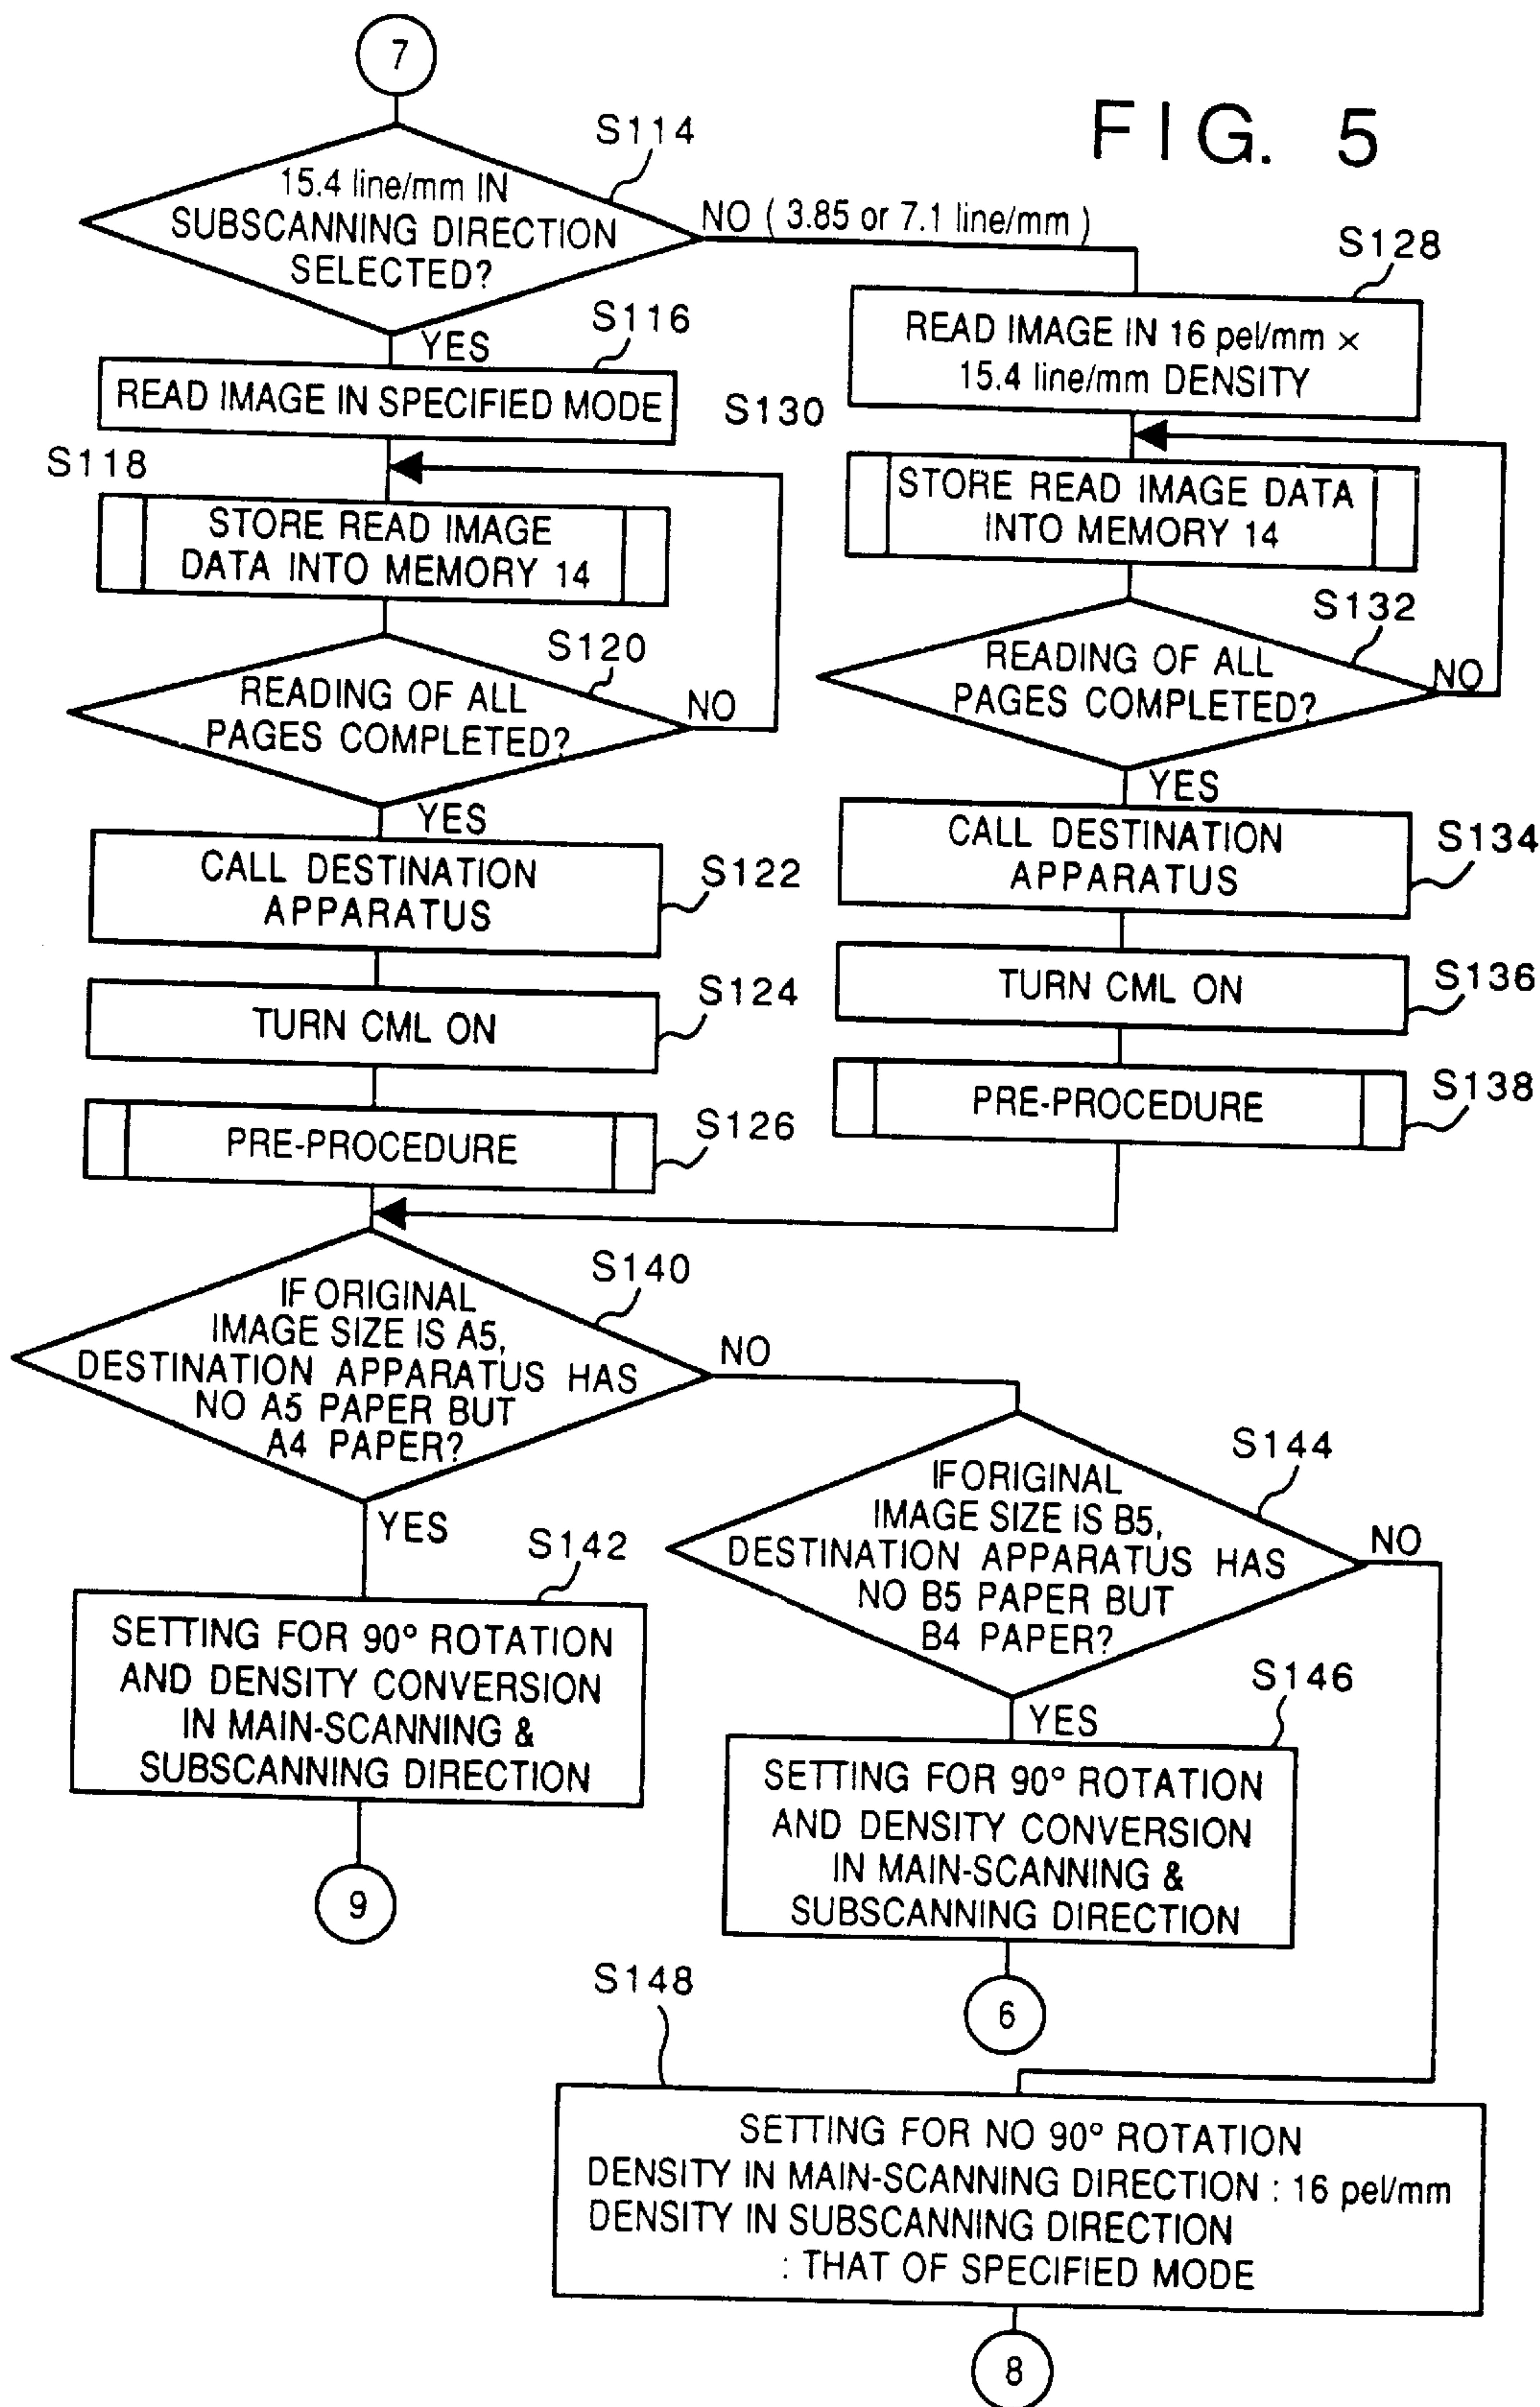 7
FIG. 5
S114
15.4 line/mm IN
SUBSCANNING DIRECTION
SELECTED?
NO ( 3.85 or 7.1 line/mm )
YES
S116
READ IMAGE IN SPECIFIED MODE
S118
STORE READ IMAGE
DATA INTO MEMORY 14
S120
READING OF ALL
PAGES COMPLETED?
NO
YES
CALL DESTINATION
APPARATUS
S122
TURN CML ON
S124
PRE-PROCEDURE
S126
S128
READ IMAGE IN 16 pel/mm ×
15.4 line/mm DENSITY
S130
STORE READ IMAGE DATA
INTO MEMORY 14
S132
READING OF ALL
PAGES COMPLETED?
NO
YES
CALL DESTINATION
APPARATUS
S134
TURN CML ON
S136
PRE-PROCEDURE
S138
S140
IF ORIGINAL
IMAGE SIZE IS A5,
DESTINATION APPARATUS HAS
NO A5 PAPER BUT
A4 PAPER?
NO
YES
S142
SETTING FOR 90° ROTATION
AND DENSITY CONVERSION
IN MAIN-SCANNING &
SUBSCANNING DIRECTION
9
S144
IF ORIGINAL
IMAGE SIZE IS B5,
DESTINATION APPARATUS HAS
NO B5 PAPER BUT
B4 PAPER?
NO
YES
S146
SETTING FOR 90° ROTATION
AND DENSITY CONVERSION
IN MAIN-SCANNING &
SUBSCANNING DIRECTION
6
S148
SETTING FOR NO 90° ROTATION
DENSITY IN MAIN-SCANNING DIRECTION : 16 pel/mm
DENSITY IN SUBSCANNING DIRECTION
: THAT OF SPECIFIED MODE
8